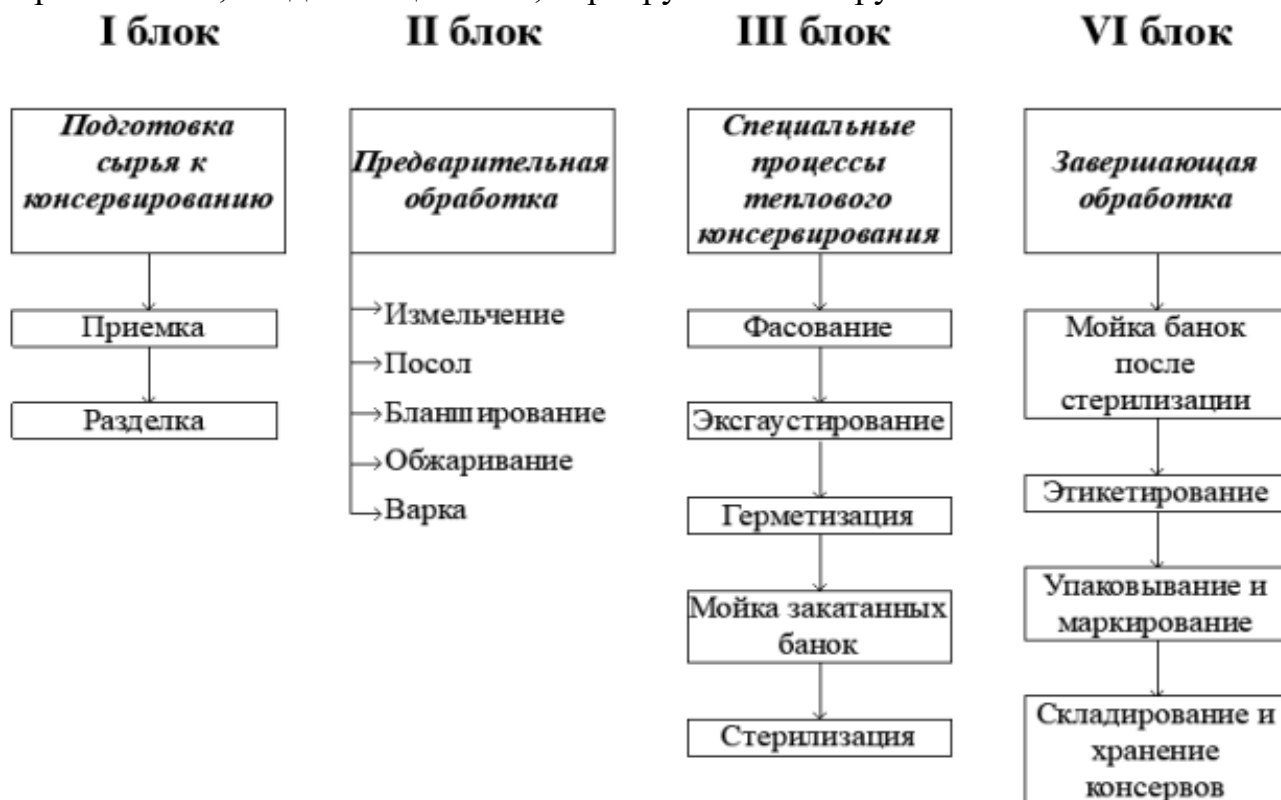 I блок
II блок
III блок
VI блок
Подготовка
сырья к
консервированию
Приемка
Разделка
Предварительная
обработка
Измельчение
Посол
Бланширование
Обжаривание
Варка
Специальные
процессы
теплового
консервирования
Фасование
Эксгаустирование
Герметизация
Мойка закатанных
банок
Стерилизация
Завершающая
обработка
Мойка банок
после
стерилизации
Этикетирование
Упаковывание и
маркирование
Складирование и
хранение
консервов